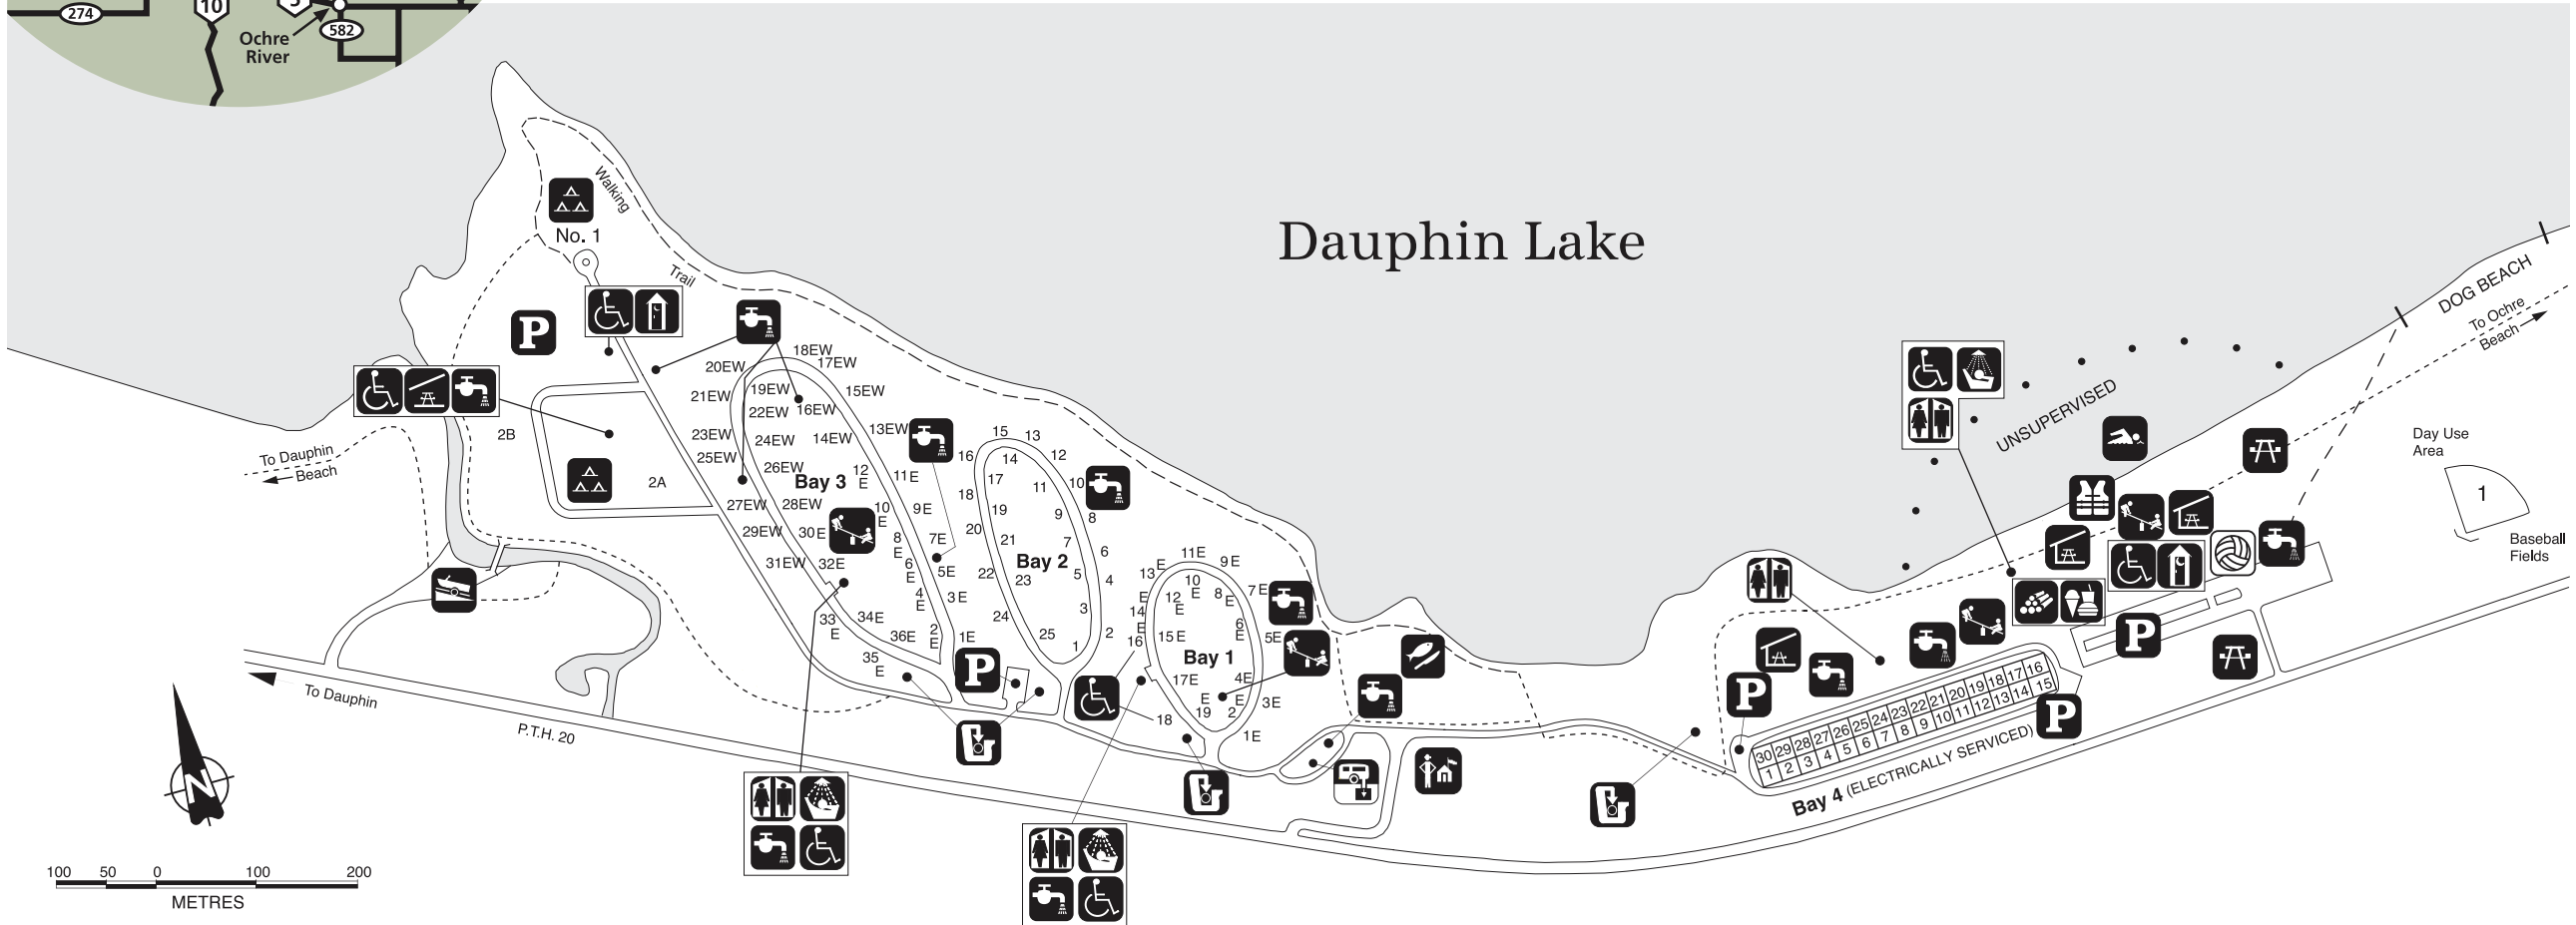 274
10
5
Ochre
River
582
Dauphin Lake
Walking
Trail
No. 1
P
To Dauphin
Beach
2B
2A
18EW
17EW
20EW
19EW
15EW
21EW
22EW
16EW
13EW
23EW
24EW
14EW
25EW
26EW
Bay 3
12
E
11E
27EW
28EW
10
E
9E
29EW
30E
8
E
7E
31EW
32E
6
E
5E
4
E
3E
33
E
34E
36E
2
E
1E
35
E
P
15
13
16
14
12
17
11
10
18
19
9
8
20
21
7
6
Bay 2
22
23
5
4
24
3
25
2
1
11E
9E
13
E
10
E
8
E
7E
12
E
14
E
6
E
5E
15E
16
Bay 1
17E
4E
E
19
E
2
3E
18
1E
To Dauphin
P.T.H. 20
N
100 50 0 100 200
METRES
UNSUPERVISED
DOG BEACH
To Ochre
Beach
Day Use
Area
1
Baseball
Fields
P
P
P
30 29 28 27 26 25 24 23 22 21 20 19 18 17 16
1 2 3 4 5 6 7 8 9 10 11 12 13 14 15
Bay 4 (ELECTRICALLY SERVICED)